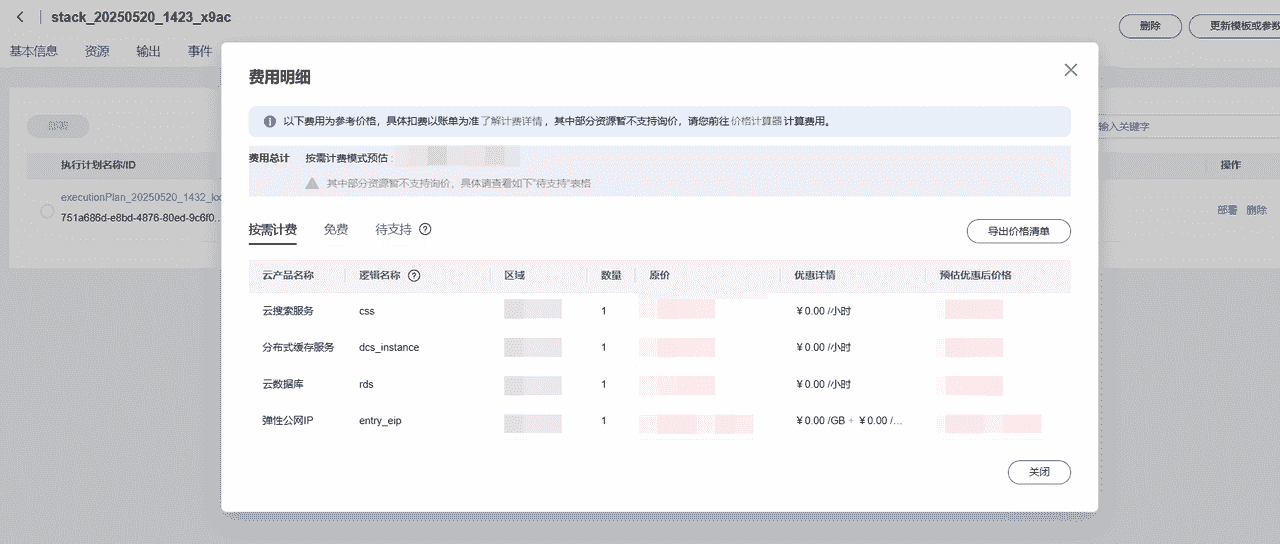 stack_20250520_1423_x9ac
删除
更新模板或参数
基本信息 资源 输出 事件
费用明细
以下费用为参考价格，具体扣费以账单为准 了解计费详情 ，其中部分资源暂不支持询价，请您前往 价格计算器 计算费用。
部署
输入关键字
费用总计 按需计费模式预估：
执行计划名称/ID
操作
其中部分资源暂不支持询价，具体请查看如下"待支持"表格
executionPlan_20250520_1432
部署 删除
751a686d-e8bd-4876-80ed-9c6f0...
按需计费 免费 待支持
导出价格清单
云产品名称 逻辑名称 区域 数量 原价 优惠详情 预估优惠后价格
云搜索服务 css 1 ¥0.00 /小时
分布式缓存服务 dcs_instance 1 ¥0.00 /小时
云数据库 rds 1 ¥0.00 /小时
弹性公网IP entry_eip 1 ¥0.00 /GB + ¥0.00 /...
关闭